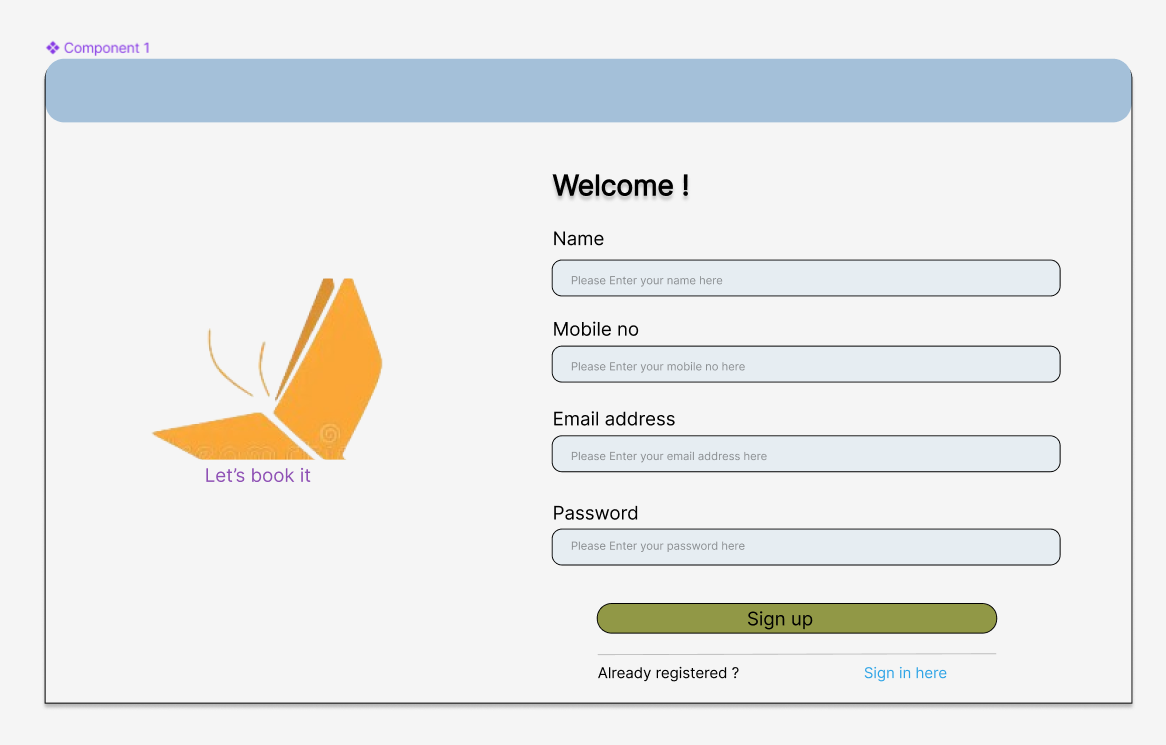 Component 1
Welcome !
Name
Please Enter your name here
Mobile no
Please Enter your mobile no here
Email address
Please Enter your email address here
Password
Please Enter your password here
Let's book it
Sign up
Already registered ? Sign in here